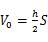 V₀ = h/2 S